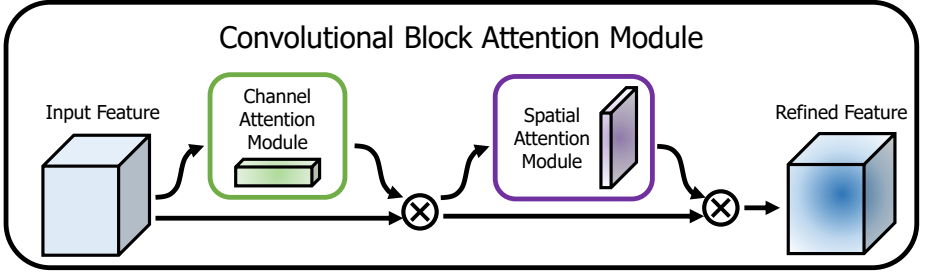 Convolutional Block Attention Module
Input Feature
Channel
Attention
Module
Spatial
Attention
Module
Refined Feature